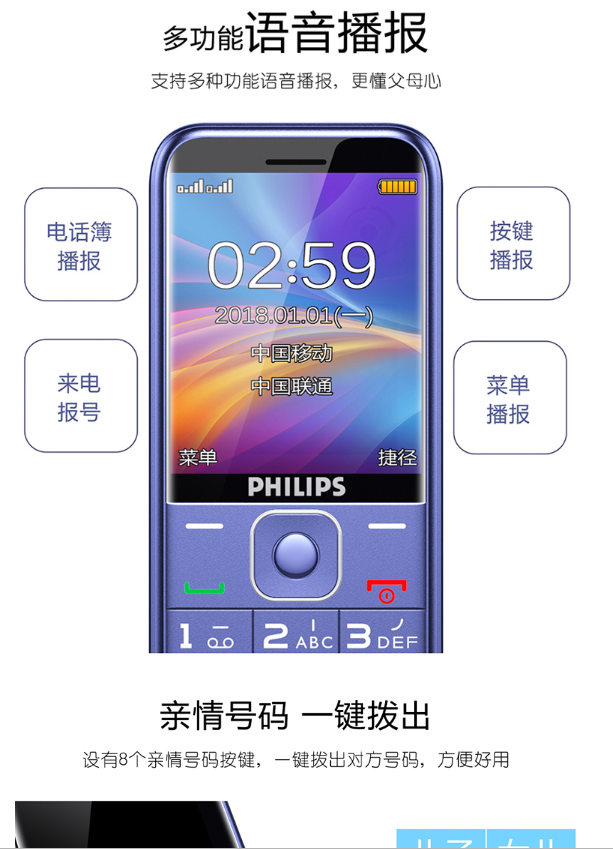 多功能语音播报
支持多种功能语音播报，更懂父母心
电话簿
播报
按键
播报
来电
报号
菜单
播报
02:59
2018.01.01(一)
中国移动
中国联通
菜单 捷径
PHILIPS
1 2 ABC 3 DEF
亲情号码 一键拨出
设有8个亲情号码按键，一键拨出对方号码，方便好用